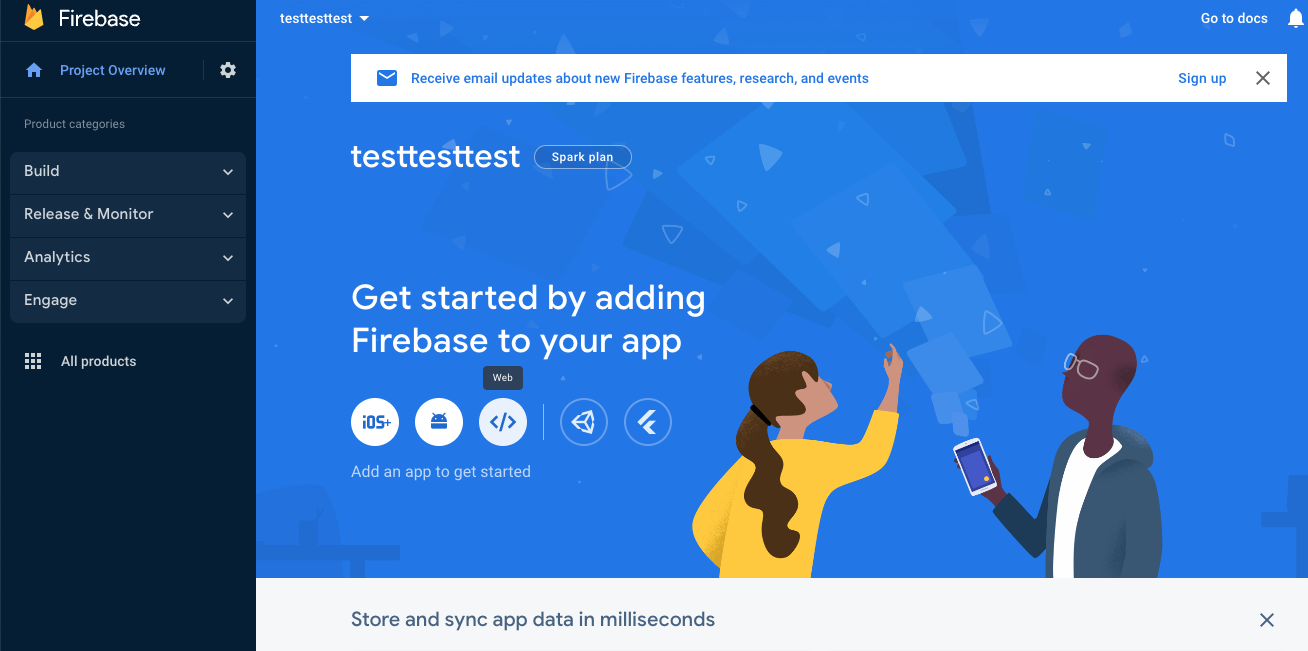 Firebase
testtesttest
Go to docs
Project Overview
Receive email updates about new Firebase features, research, and events
Sign up
Product categories
testtesttest
Spark plan
Build
Release & Monitor
Analytics
Engage
All products
Get started by adding
Firebase to your app
Web
iOS+
</>
Add an app to get started
Store and sync app data in milliseconds